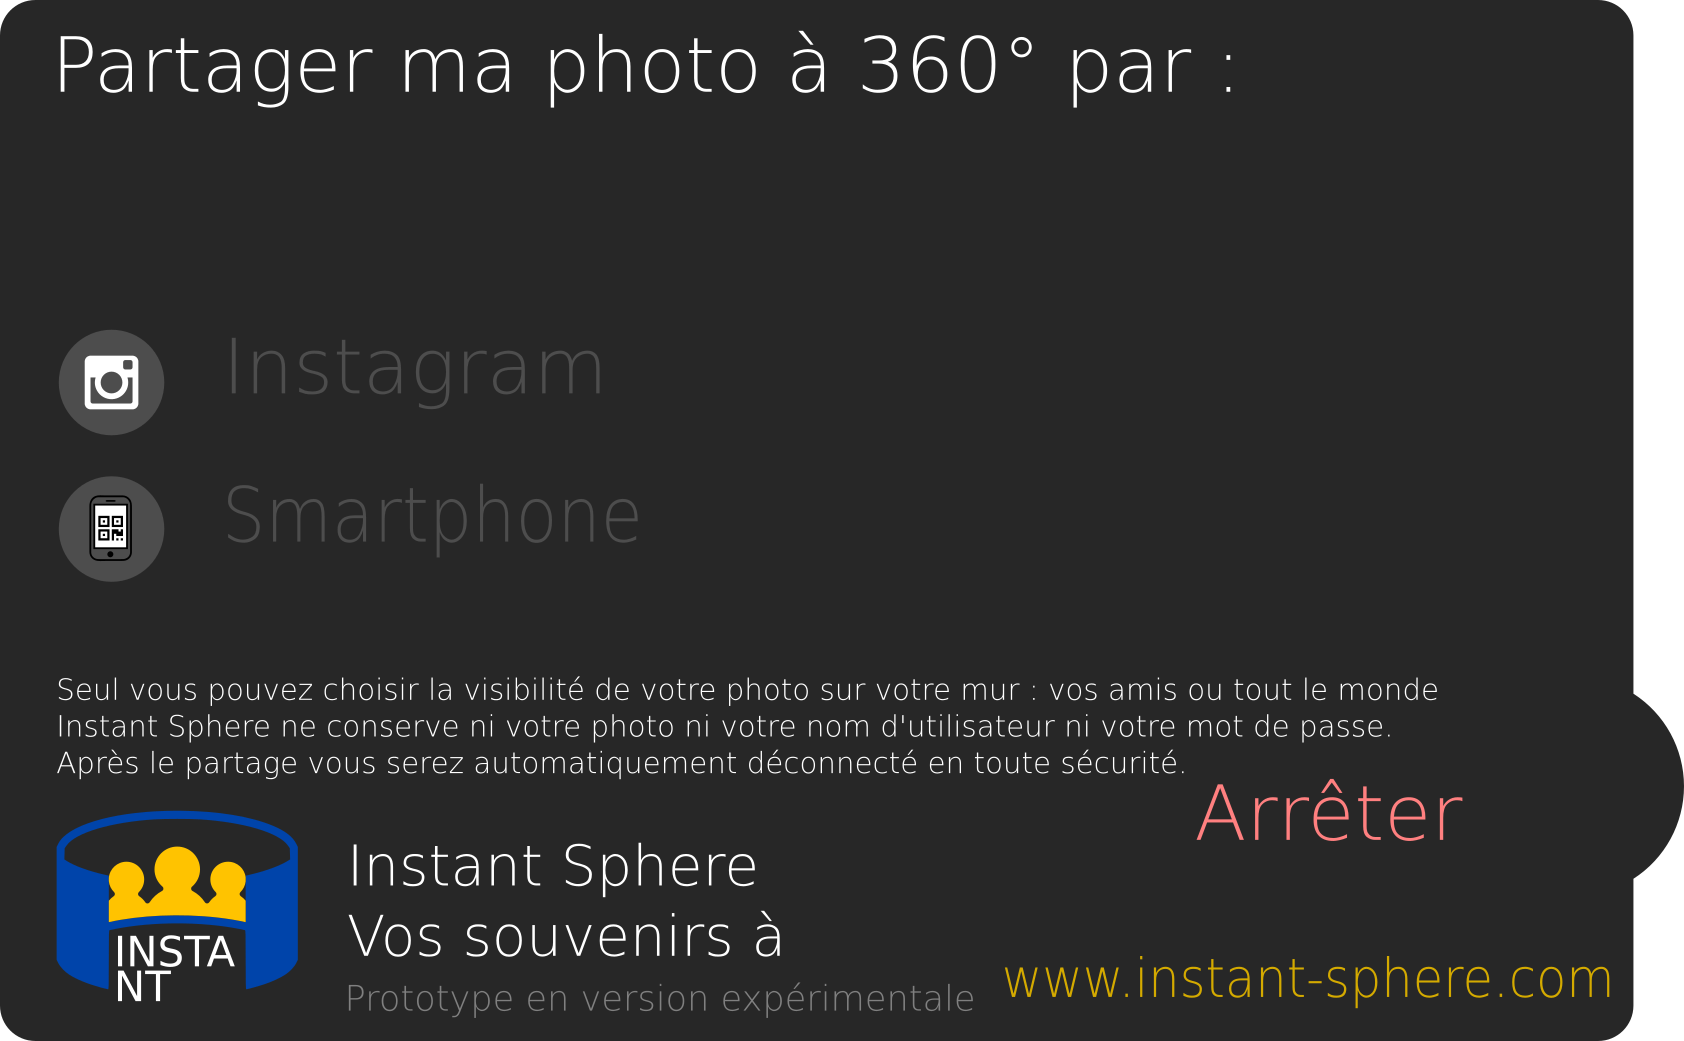 Partager ma photo à 360° par :
Instagram
Smartphone
Seul vous pouvez choisir la visibilité de votre photo sur votre mur : vos amis ou tout le monde
Instant Sphere ne conserve ni votre photo ni votre nom d'utilisateur ni votre mot de passe.
Après le partage vous serez automatiquement déconnecté en toute sécurité.
Arrêter
INSTA
NT
Instant Sphere
Vos souvenirs à
Prototype en version expérimentale
www.instant-sphere.com